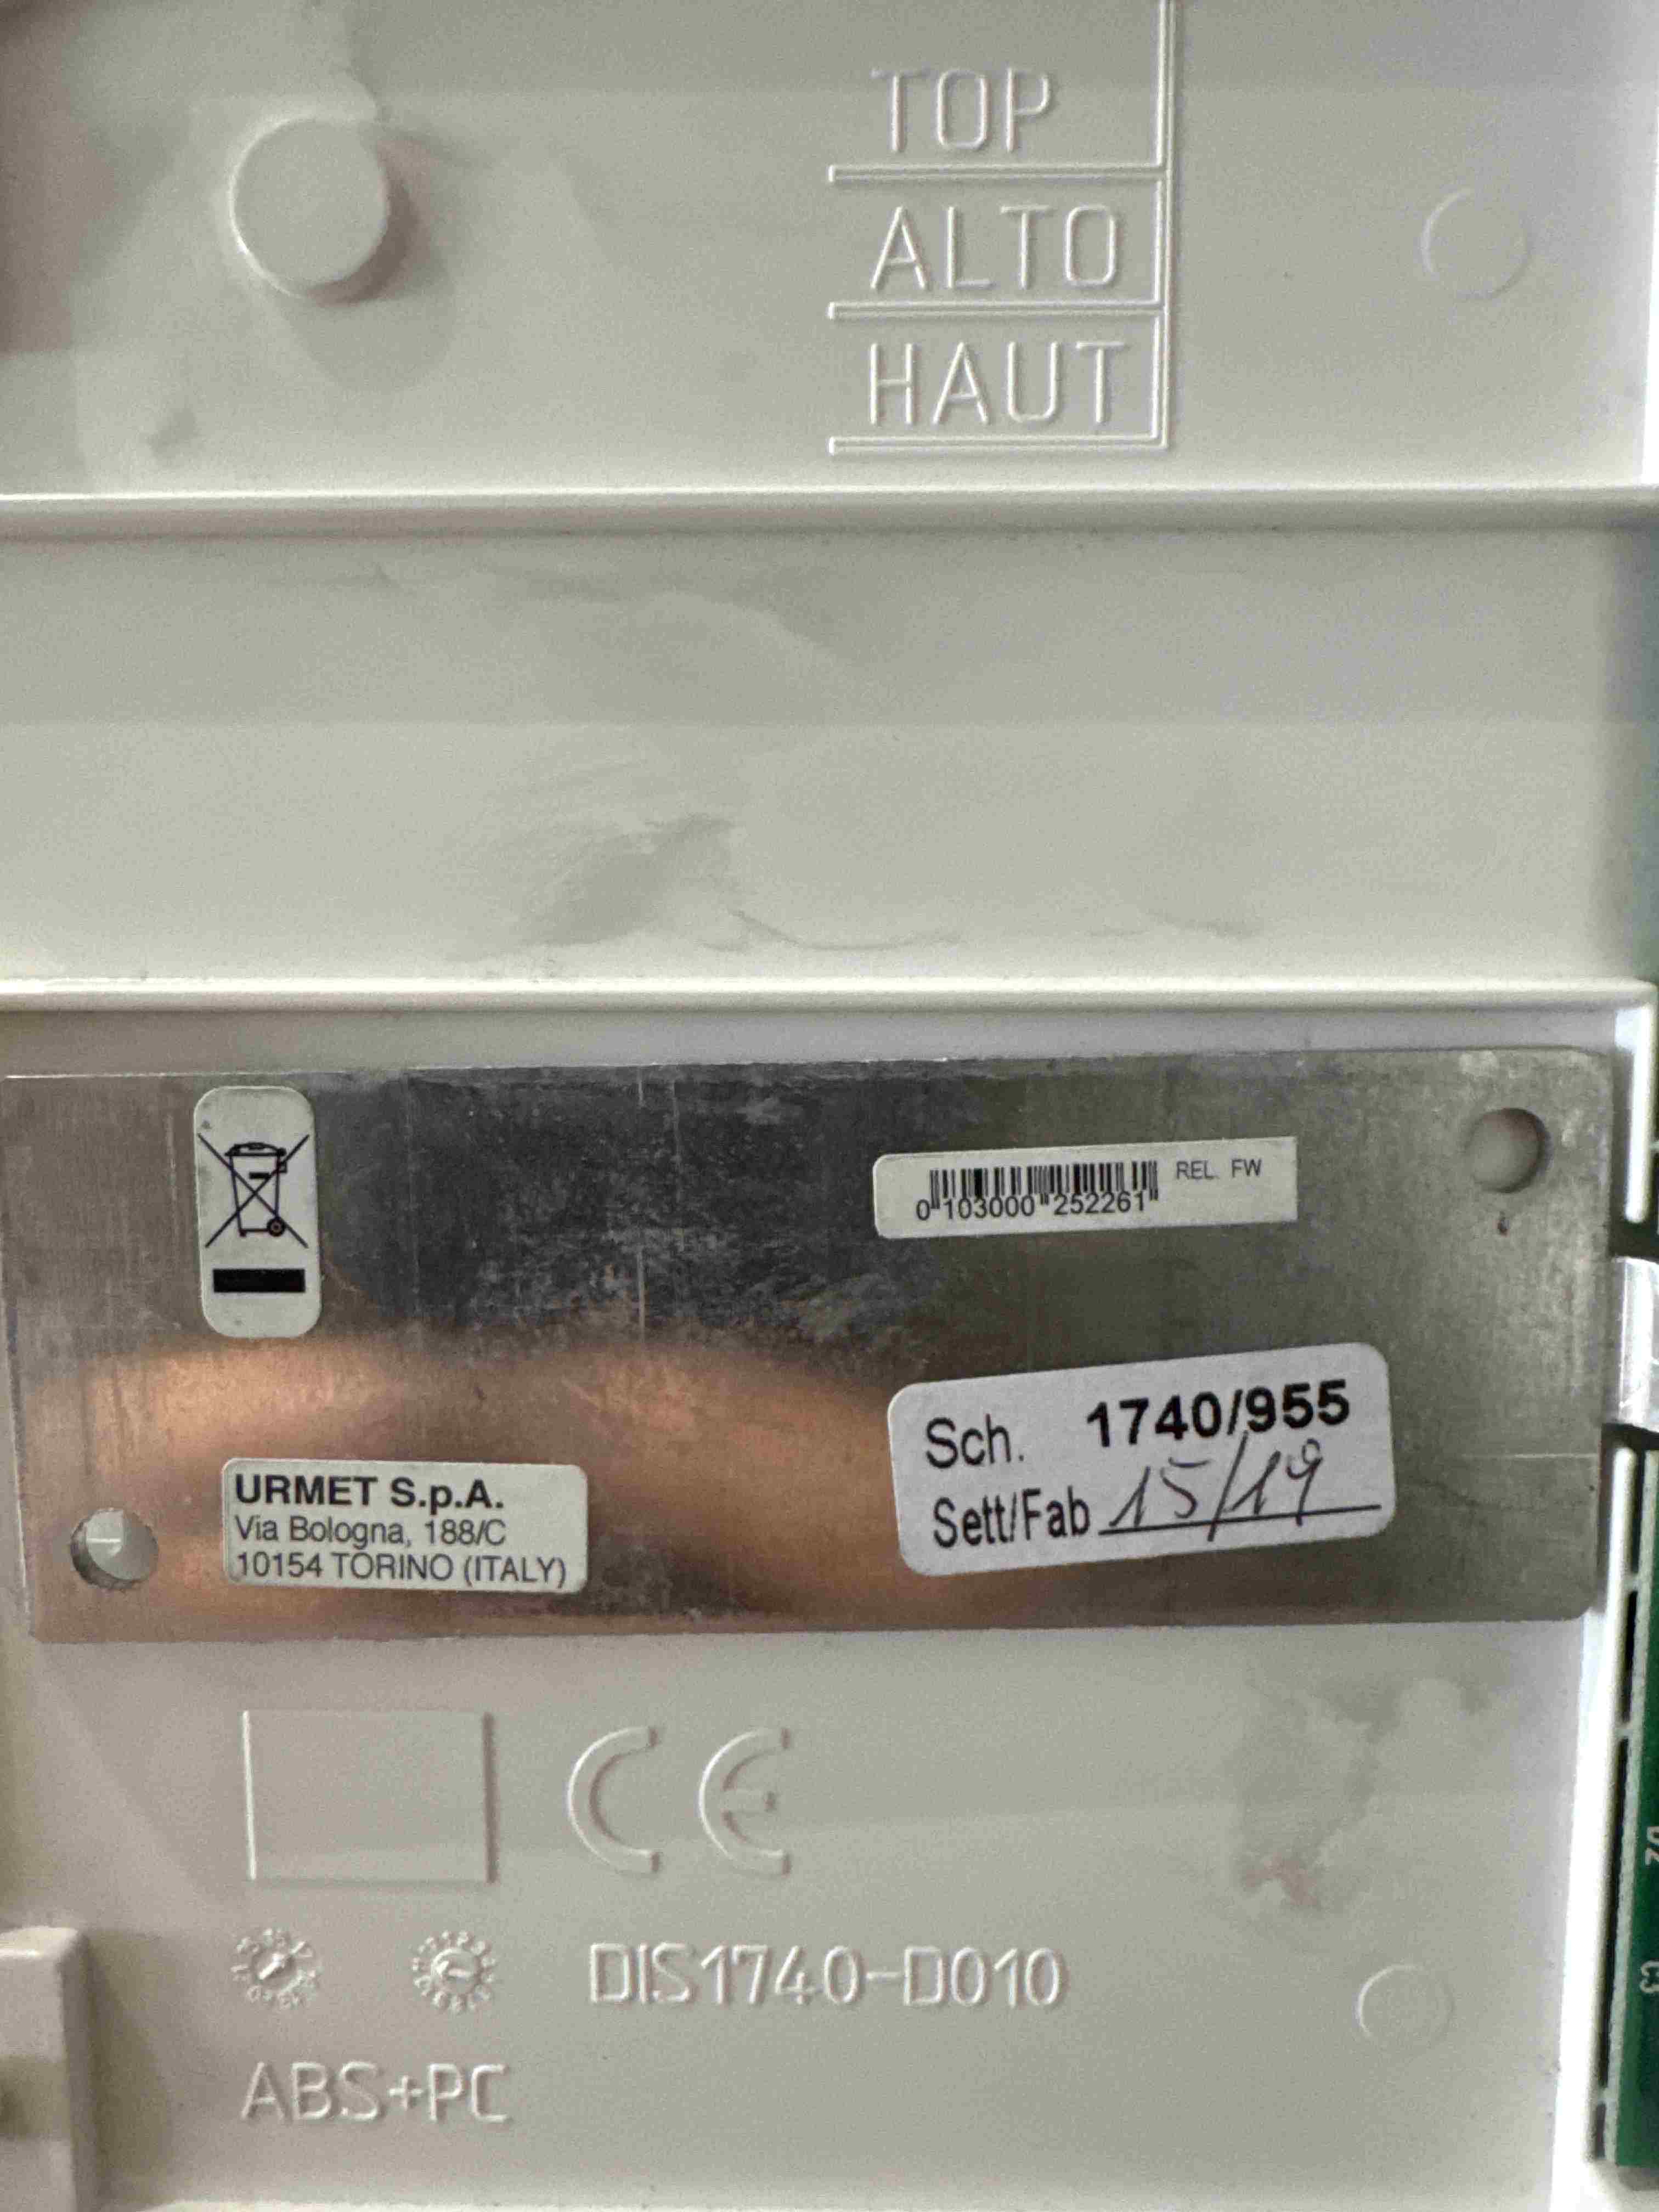 TOP
ALTO
HAUT
0 103000 252261
REL. FW
Sch. 1740/955
Sett/Fab 15/19
URMET S.p.A.
Via Bologna, 188/C
10154 TORINO (ITALY)
CE
DIS1740-D010
ABS+PC